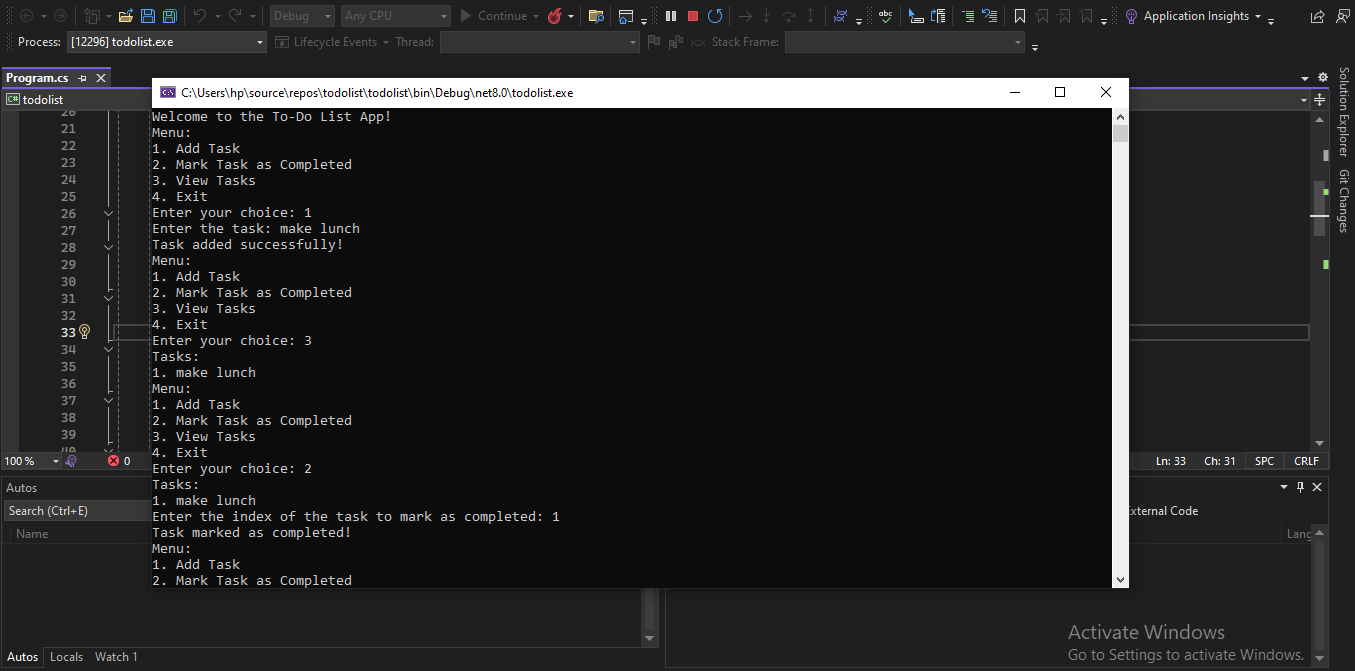 Debug
Any CPU
Continue
Application Insights
Process: [12296] todolist.exe
Lifecycle Events
Thread:
Stack Frame:
Program.cs
todolist
C:\Users\hp\source\repos\todolist\todolist\bin\Debug\net8.0\todolist.exe
Welcome to the To-Do List App!
Menu:
1. Add Task
2. Mark Task as Completed
3. View Tasks
4. Exit
Enter your choice: 1
Enter the task: make lunch
Task added successfully!
Menu:
1. Add Task
2. Mark Task as Completed
3. View Tasks
4. Exit
Enter your choice: 3
Tasks:
1. make lunch
Menu:
1. Add Task
2. Mark Task as Completed
3. View Tasks
4. Exit
Enter your choice: 2
Tasks:
1. make lunch
Enter the index of the task to mark as completed: 1
Task marked as completed!
Menu:
1. Add Task
2. Mark Task as Completed
21
22
23
24
25
26
27
28
29
30
31
32
33
34
35
36
37
38
39
100 %
0
Ln: 33
Ch: 31
SPC
CRLF
Solution Explorer
Git Changes
Autos
Search (Ctrl+E)
Name
External Code
Lang
Autos
Locals
Watch 1
Activate Windows
Go to Settings to activate Windows.